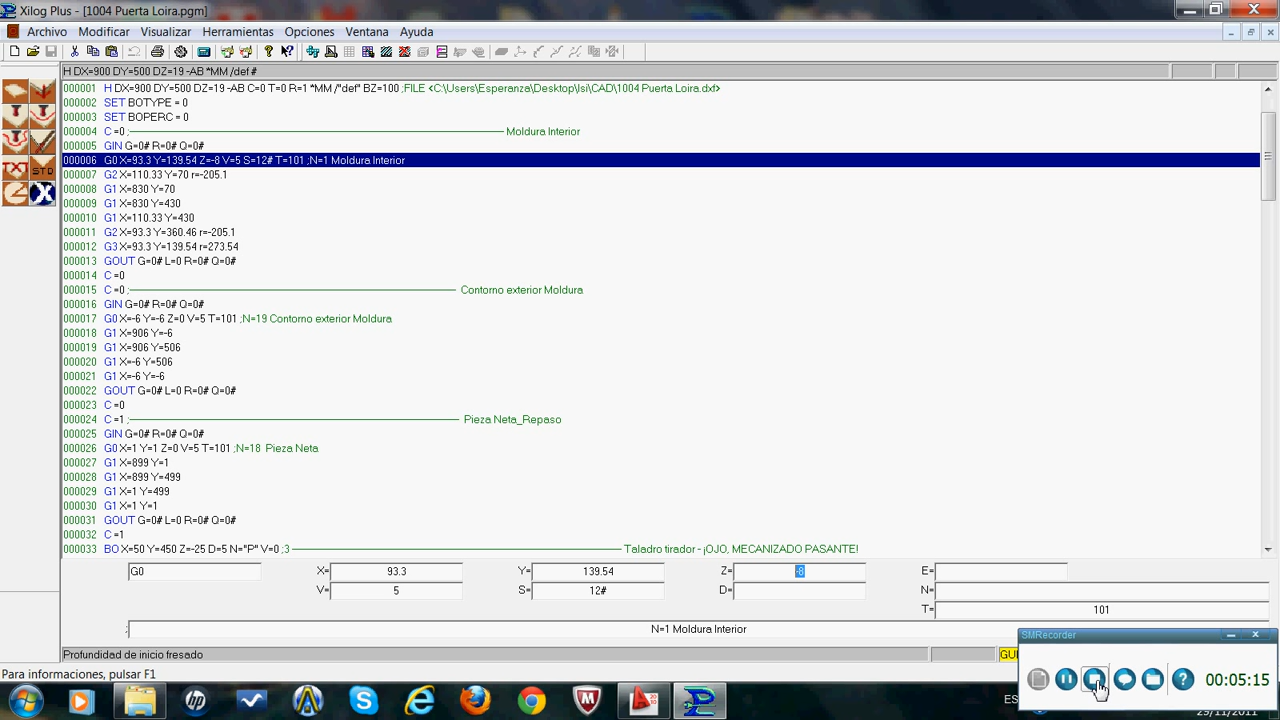 Xilog Plus - [1004 Puerta Loira.pgm]
Archivo Modificar Visualizar Herramientas Opciones Ventana Ayuda
H DX=900 DY=500 DZ=19 -AB *MM /def #
000001 H DX=900 DY=500 DZ=19 -AB C=0 T=0 R=1 *MM /"def" BZ=100 ;FILE <C:\Users\Esperanza\Desktop\Isi\CAD\1004 Puerta Loira.dxf>
000002 SET BOTYPE = 0
000003 SET BOPERC = 0
000004 C =0 ;Moldura Interior
000005 GIN G=0# R=0# Q=0#
000006 G0 X=93.3 Y=139.54 Z=-8 V=5 S=12# T=101 ;N=1 Moldura Interior
000007 G2 X=110.33 Y=70 r=-205.1
000008 G1 X=830 Y=70
000009 G1 X=830 Y=430
000010 G1 X=110.33 Y=430
000011 G2 X=93.3 Y=360.46 r=-205.1
000012 G3 X=93.3 Y=139.54 r=273.54
000013 GOUT G=0# L=0 R=0# Q=0#
000014 C =0
000015 C =0 ;Contorno exterior Moldura
000016 GIN G=0# R=0# Q=0#
000017 G0 X=-6 Y=-6 Z=0 V=5 T=101 ;N=19 Contorno exterior Moldura
000018 G1 X=906 Y=-6
000019 G1 X=906 Y=506
000020 G1 X=-6 Y=506
000021 G1 X=-6 Y=-6
000022 GOUT G=0# L=0 R=0# Q=0#
000023 C =0
000024 C =1 ;Pieza Neta_Repaso
000025 GIN G=0# R=0# Q=0#
000026 G0 X=1 Y=1 Z=0 V=5 T=101 ;N=18 Pieza Neta
000027 G1 X=899 Y=1
000028 G1 X=899 Y=499
000029 G1 X=1 Y=499
000030 G1 X=1 Y=1
000031 GOUT G=0# L=0 R=0# Q=0#
000032 C =1
000033 BO X=50 Y=450 Z=-25 D=5 N="P" V=0 ;3 Taladro tirador - ¡OJO, MECANIZADO PASANTE!
G0 X= 93.3 Y= 139.54 Z= -8 E=
V= 5 S= 12# D= N=
T= 101
; N=1 Moldura Interior
SMRecorder
Profundidad de inicio fresado
Para informaciones, pulsar F1
00:05:15
TXT STD
ES
29/11/2011